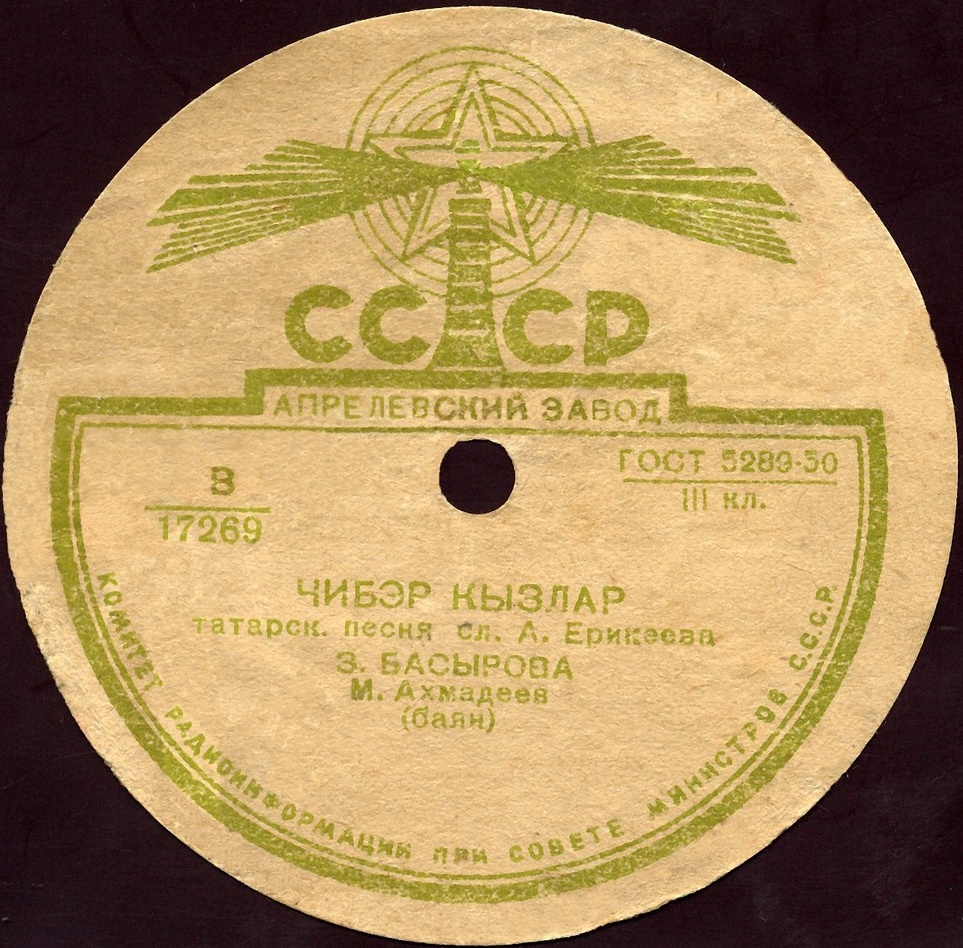 СССР
АПРЕЛЕВСКИЙ ЗАВОД
В
17269
ГОСТ 5289-50
III кл.
ЧИБЭР КЫЗЛАР
татарск. песня сл. А. Ерикеева
З. БАСЫРОВА
М. Ахмадеев
(баян)
КОМИТЕТ РАДИОИНФОРМАЦИИ ПРИ СОВЕТЕ МИНИСТРОВ С.С.С.Р.